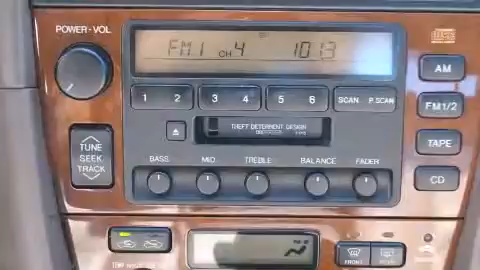 POWER-VOL
FM1 CH 4 101.3
AM
1 2 3 4 5 6 SCAN P.SCAN
FM1/2
THEFT DETERRENT DESIGN
TUNE
SEEK
TRACK
TAPE
BASS MID TREBLE BALANCE FADER
CD
FRONT